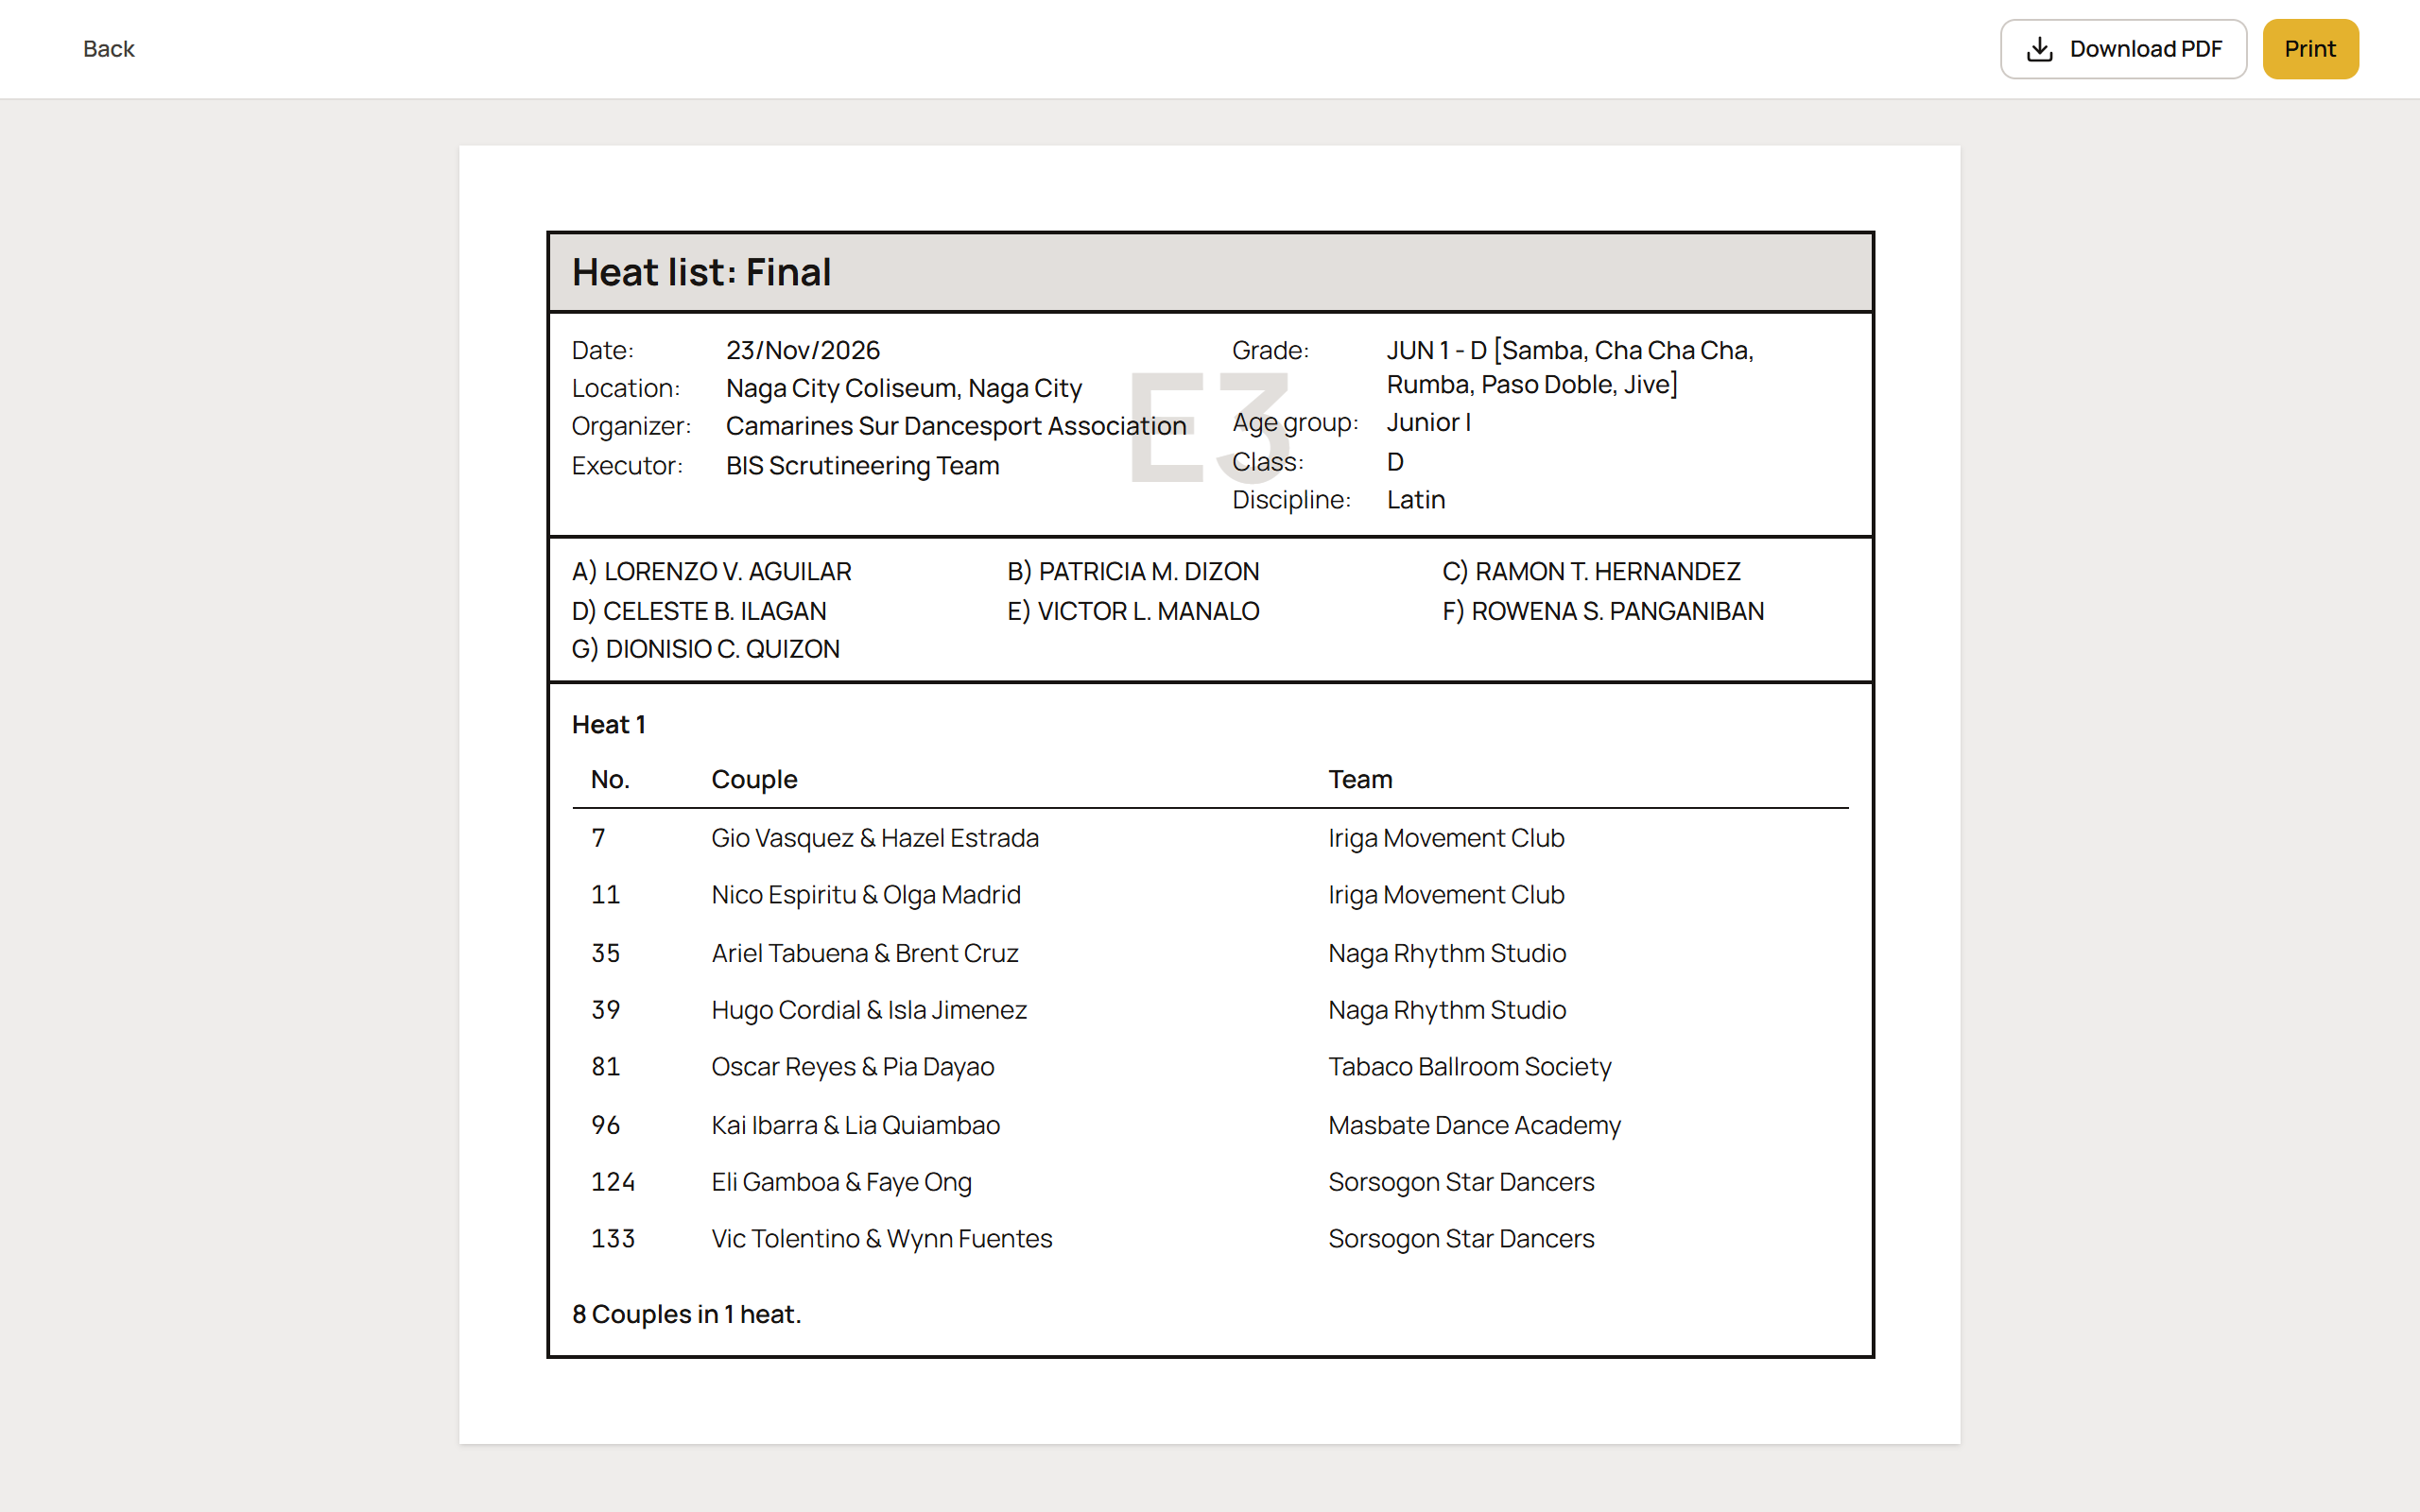 Back
Download PDF
Print
Heat list: Final
E3
Date: 23/Nov/2026
Location: Naga City Coliseum, Naga City
Organizer: Camarines Sur Dancesport Association
Executor: BIS Scrutineering Team
Grade: JUN 1 - D [Samba, Cha Cha Cha,
Rumba, Paso Doble, Jive]
Age group: Junior I
Class: D
Discipline: Latin
A) LORENZO V. AGUILAR B) PATRICIA M. DIZON C) RAMON T. HERNANDEZ
D) CELESTE B. ILAGAN E) VICTOR L. MANALO F) ROWENA S. PANGANIBAN
G) DIONISIO C. QUIZON
Heat 1
No. Couple Team
7 Gio Vasquez & Hazel Estrada Iriga Movement Club
11 Nico Espiritu & Olga Madrid Iriga Movement Club
35 Ariel Tabuena & Brent Cruz Naga Rhythm Studio
39 Hugo Cordial & Isla Jimenez Naga Rhythm Studio
81 Oscar Reyes & Pia Dayao Tabaco Ballroom Society
96 Kai Ibarra & Lia Quiambao Masbate Dance Academy
124 Eli Gamboa & Faye Ong Sorsogon Star Dancers
133 Vic Tolentino & Wynn Fuentes Sorsogon Star Dancers
8 Couples in 1 heat.